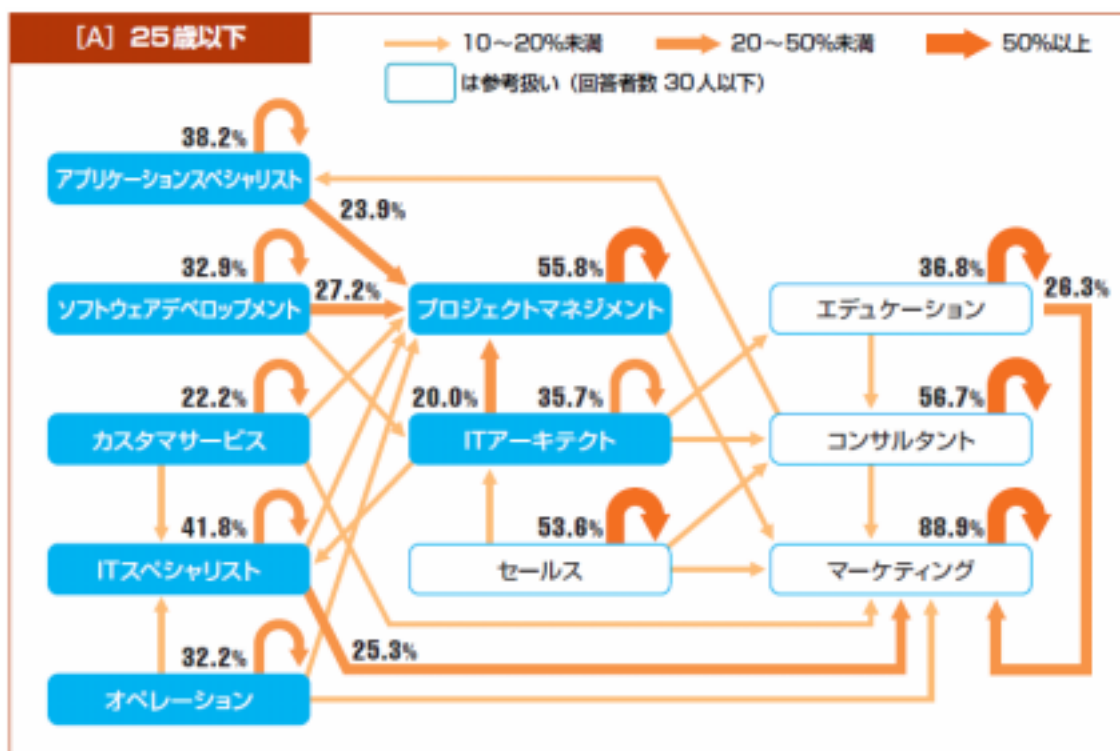 [A] 25歳以下
10〜20%未満
20〜50%未満
50%以上
は参考扱い（回答者数 30人以下）
38.2%
アプリケーションスペシャリスト
23.9%
32.9%
ソフトウェアデベロップメント
27.2%
55.8%
プロジェクトマネジメント
36.8%
エデュケーション
26.3%
22.2%
カスタマサービス
20.0%
35.7%
ITアーキテクト
56.7%
コンサルタント
41.8%
ITスペシャリスト
53.6%
セールス
88.9%
マーケティング
32.2%
オペレーション
25.3%